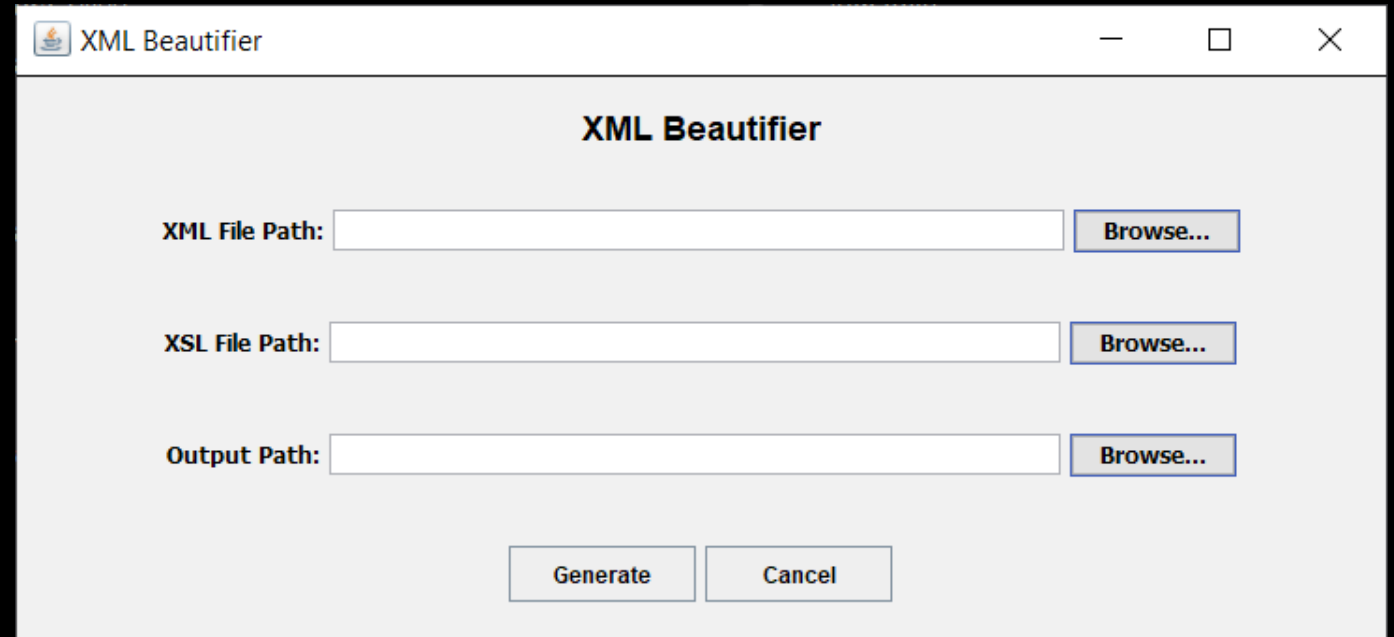 XML Beautifier
XML Beautifier
XML File Path: Browse...
XSL File Path: Browse...
Output Path: Browse...
Generate Cancel